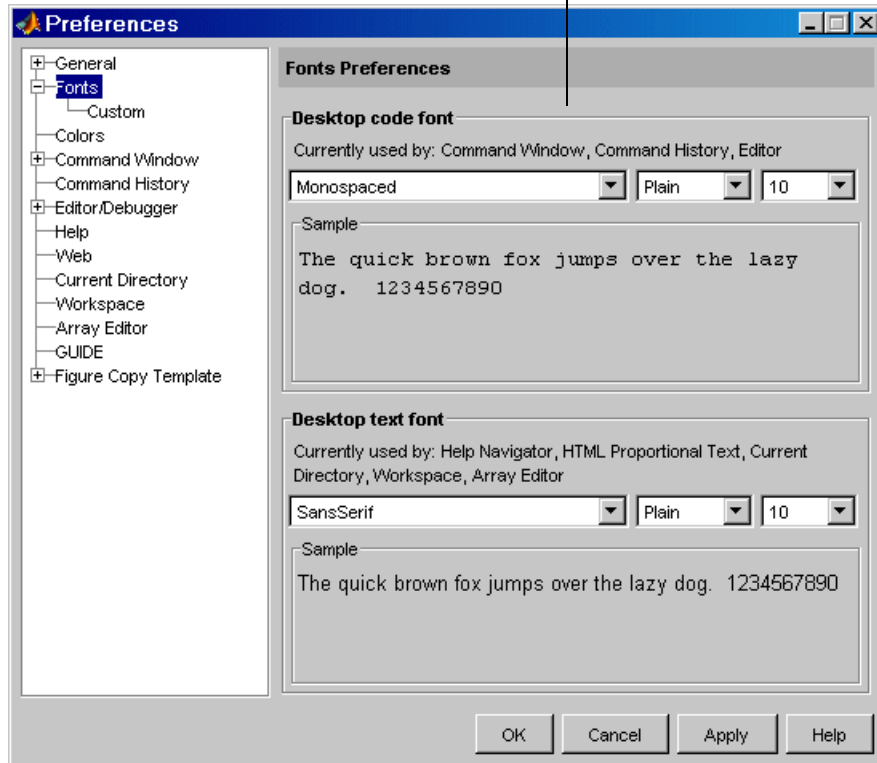 Preferences
General
Fonts
Custom
Colors
Command Window
Command History
Editor/Debugger
Help
Web
Current Directory
Workspace
Array Editor
GUIDE
Figure Copy Template
Fonts Preferences
Desktop code font
Currently used by: Command Window, Command History, Editor
Monospaced Plain 10
Sample
The quick brown fox jumps over the lazy
dog. 1234567890
Desktop text font
Currently used by: Help Navigator, HTML Proportional Text, Current
Directory, Workspace, Array Editor
SansSerif Plain 10
Sample
The quick brown fox jumps over the lazy dog. 1234567890
OK Cancel Apply Help